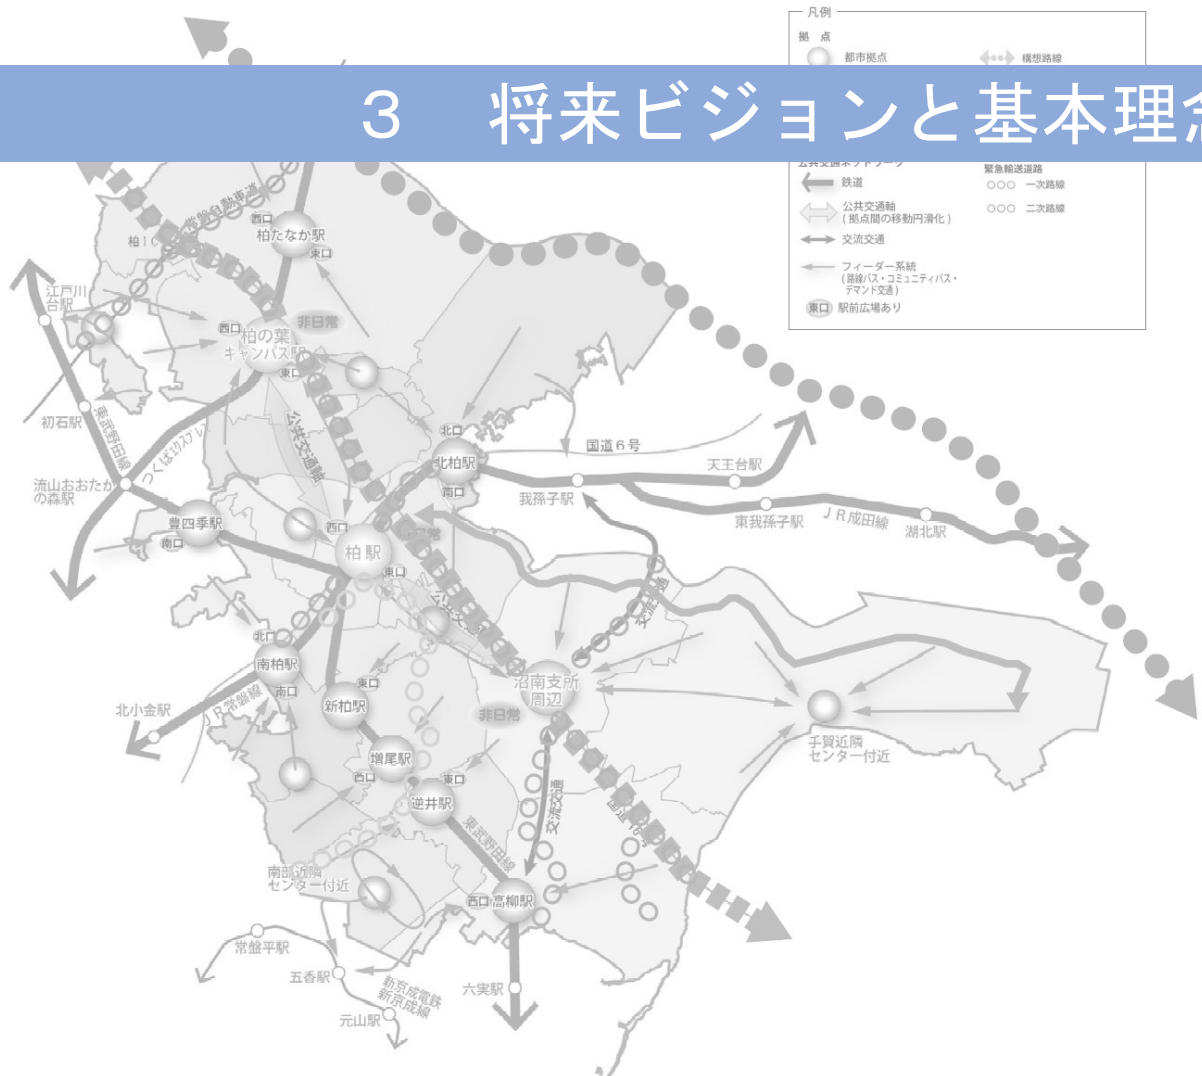 凡例
拠　点
都市拠点
構想路線
３　将来ビジョンと基本理念
公共交通ネットワーク
緊急輸送道路
鉄道
一次路線
公共交通軸
(拠点間の移動円滑化)
二次路線
交流交通
フィーダー系統
(路線バス・コミュニティバス・
デマンド交通)
東口
駅前広場あり
常磐自動車道
西口
柏たなか駅
東口
柏IC
江戸川
台駅
西口
柏の葉
キャンパス駅
非日常
東口
初石駅
東武野田線
つくばエクスプレス
公共交通軸
北口
北柏駅
南口
国道６号
天王台駅
我孫子駅
東我孫子駅
ＪＲ成田線
湖北駅
流山おおたか
の森駅
豊四季駅
南口
西口
柏駅
東口
公共交通
交流交通
北口
南柏駅
南口
沼南支所
周辺
非日常
東口
新柏駅
北小金駅
ＪＲ常磐線
手賀近隣
センター付近
増尾駅
西口
東口
逆井駅
交流交通
国道16号
東武野田線
南部近隣
センター付近
西口
高柳駅
常盤平駅
五香駅
新京成電鉄
新京成線
六実駅
元山駅